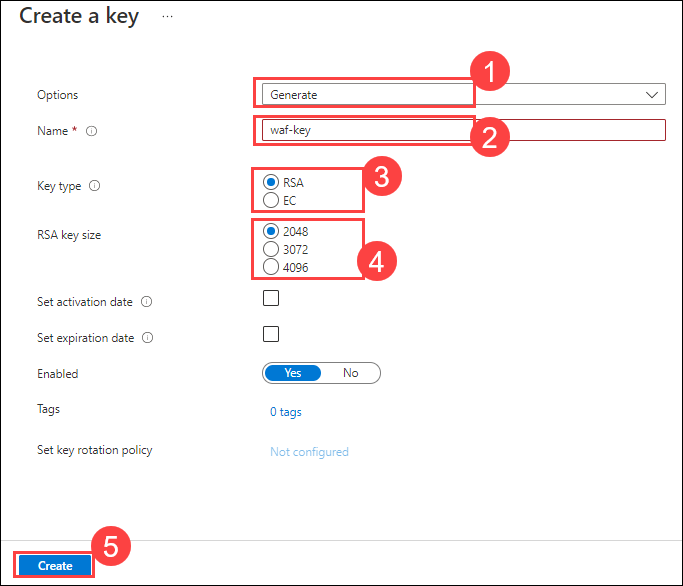 Create a key ...
1
Options Generate
Name * waf-key
2
3
Key type RSA
EC
RSA key size 2048
3072
4
4096
Set activation date
Set expiration date
Enabled Yes No
Tags 0 tags
Set key rotation policy Not configured
5
Create